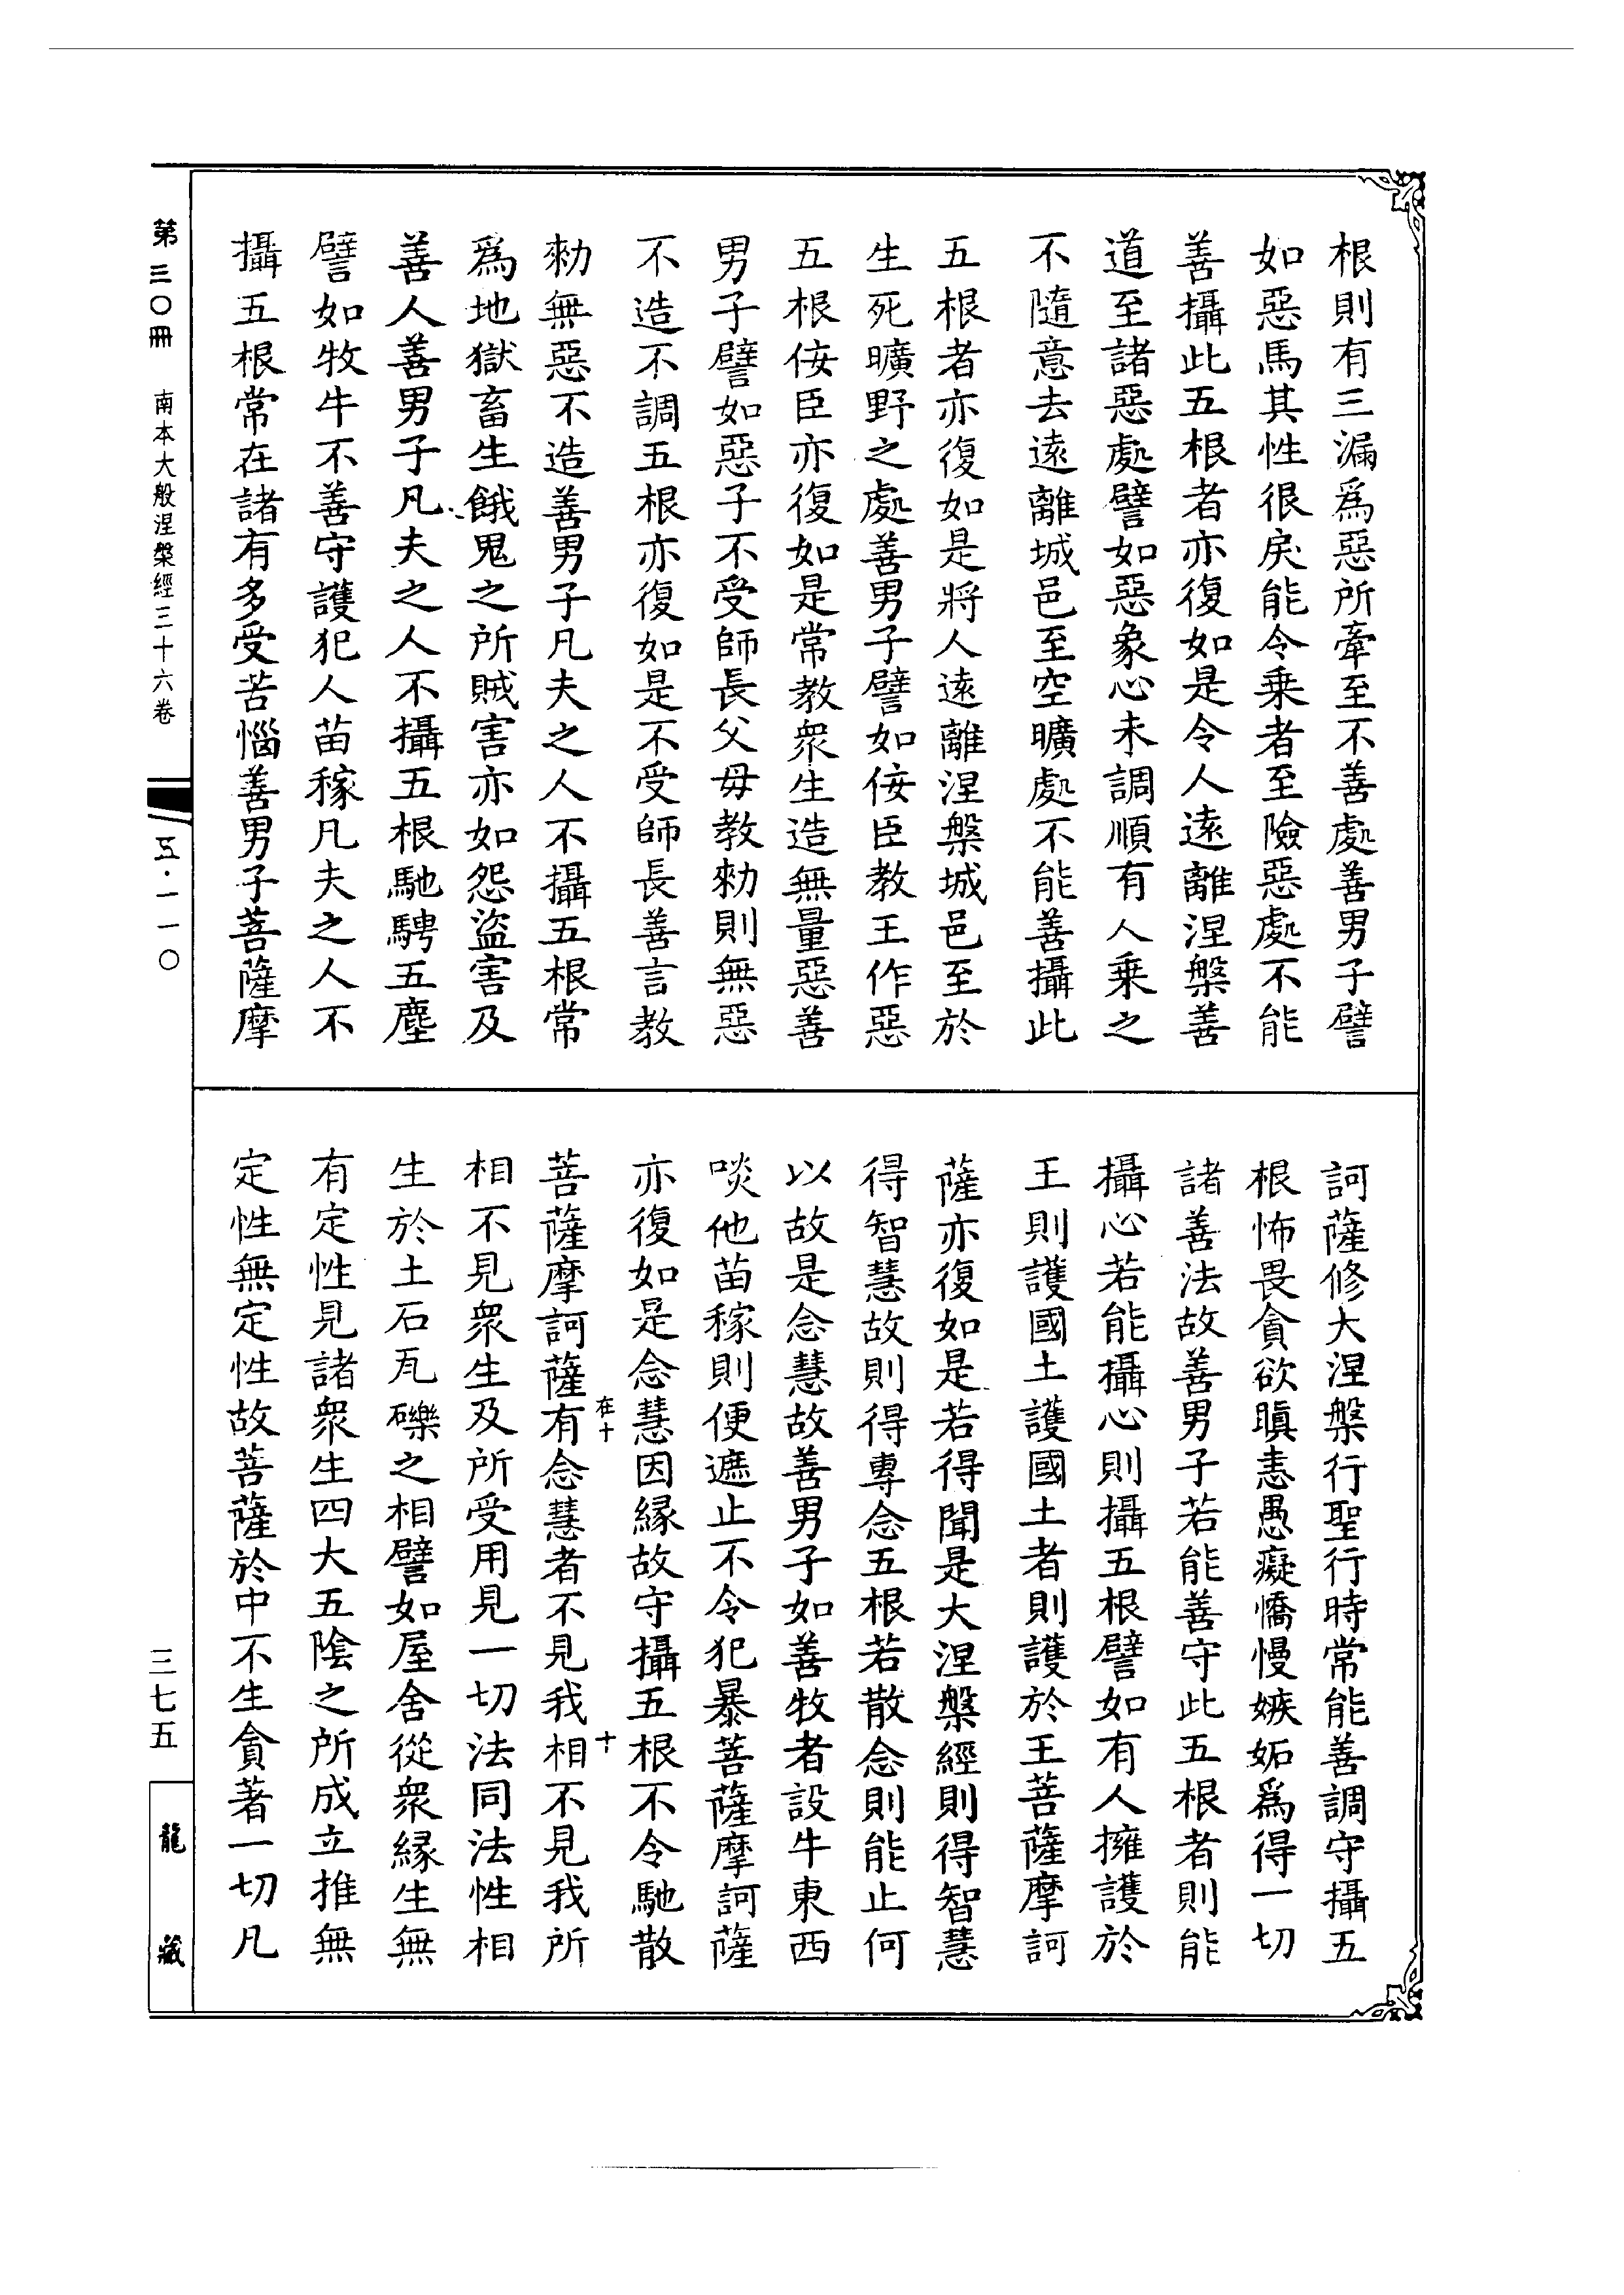 根則有三漏爲惡所牽至不善處善男子譬
如惡馬其性很戾能令乗者至險惡處不能
善攝此五根者亦復如是令人遠離涅槃善
道至諸惡處譬如惡象心未調順有人乗之
不隨意去遠離城邑至空曠處不能善攝此
五根者亦復如是將人遠離涅槃城邑至於
生死曠野之處善男子譬如侫臣教王作惡
五根侫臣亦復如是常教衆生造無量惡善
男子譬如惡子不受師長父母教勑則無惡
不造不調五根亦復如是不受師長善言教
勑無惡不造善男子凡夫之人不攝五根常
爲地獄畜生餓鬼之所賊害亦如怨盜害及
善人善男子凡夫之人不攝五根馳騁五塵
譬如牧牛不善守護犯人苗稼凡夫之人不
攝五根常在諸有多受苦惱善男子菩薩摩
訶薩修大涅槃行聖行時常能善調守攝五
根怖畏貪欲瞋恚愚癡憍慢嫉妬爲得一切
諸善法故善男子若能善守此五根者則能
攝心若能攝心則攝五根譬如有人擁護於
王則護國土護國土者則護於王菩薩摩訶
薩亦復如是若得聞是大涅槃經則得智慧
得智慧故則得專念五根若散念則能止何
以故是念慧故善男子如善牧者設牛東西
啖他苗稼則便遮止不令犯暴菩薩摩訶薩
亦復如是念慧因縁故守攝五根不令馳散
在十
十
菩薩摩訶薩有念慧者不見我相不見我所
相不見衆生及所受用見一切法同法性相
生於土石瓦礫之相譬如屋舍從衆縁生無
有定性見諸衆生四大五陰之所成立推無
定性無定性故菩薩於中不生貪著一切凡
第三〇冊
南本大般涅槃經三十六卷
五·一一〇
三七五
龍藏